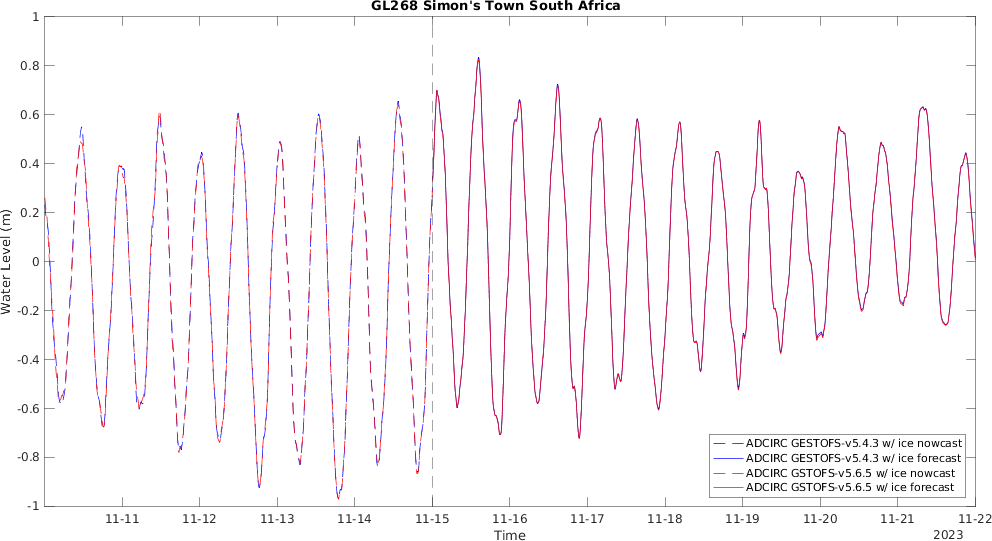 GL268 Simon's Town South Africa
1
0.8
0.6
0.4
0.2
0
-0.2
-0.4
-0.6
-0.8
-1
Water Level (m)
ADCIRC GESTOFS-v5.4.3 w/ ice nowcast
ADCIRC GESTOFS-v5.4.3 w/ ice forecast
ADCIRC GSTOFS-v5.6.5 w/ ice nowcast
ADCIRC GSTOFS-v5.6.5 w/ ice forecast
11-11 11-12 11-13 11-14 11-15 11-16 11-17 11-18 11-19 11-20 11-21 11-22
Time
2023